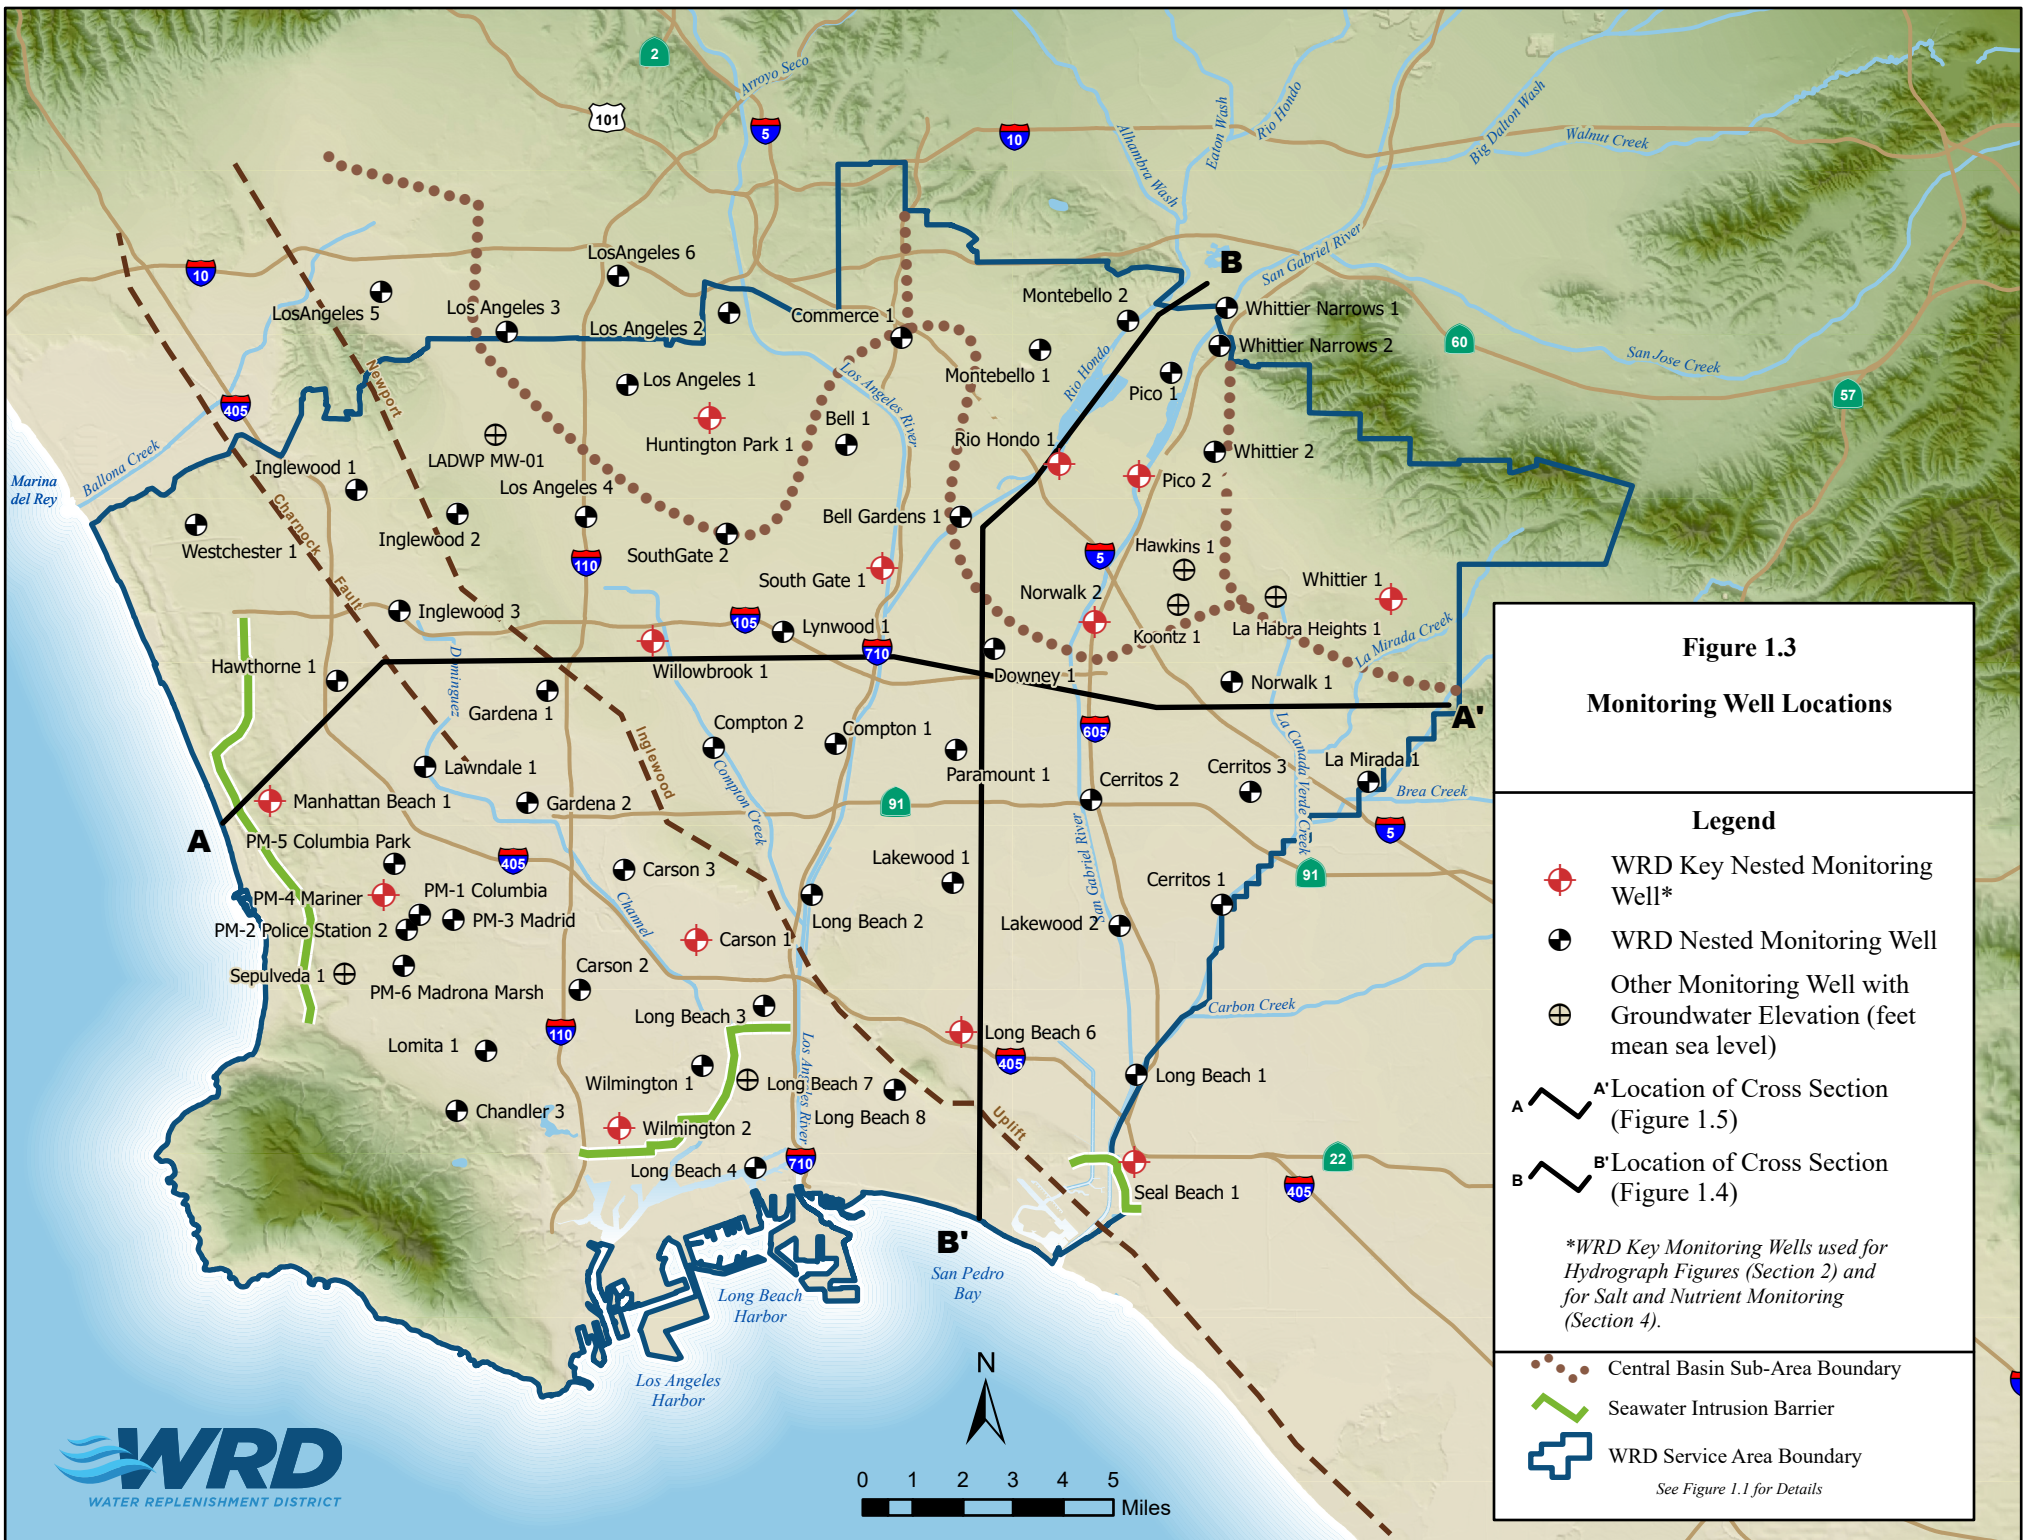 2
Arroyo Seco
101
5
10
Alhambra Wash
Eaton Wash
Rio Hondo
Big Dalton Wash
Walnut Creek
LosAngeles 6
10
B
San Gabriel River
LosAngeles 5
Los Angeles 3
Los Angeles 2
Commerce 1
Montebello 2
Whittier Narrows 1
Whittier Narrows 2
60
San Jose Creek
Newport
Los Angeles 1
Los Angeles River
Montebello 1
Rio Hondo
Pico 1
57
405
Huntington Park 1
Bell 1
Rio Hondo 1
Whittier 2
Ballona Creek
Marina
del Rey
Inglewood 1
LADWP MW-01
Los Angeles 4
Pico 2
Charnock
Bell Gardens 1
Westchester 1
Inglewood 2
SouthGate 2
110
Hawkins 1
5
South Gate 1
Norwalk 2
Whittier 1
Fault
Inglewood 3
105
Lynwood 1
Koontz 1
La Habra Heights 1
La Mirada Creek
710
Hawthorne 1
Dominguez
Willowbrook 1
Downey 1
Norwalk 1
Gardena 1
A'
Compton 2
Compton 1
605
La Canada Verde Creek
Inglewood
Lawndale 1
Compton Creek
Paramount 1
Cerritos 2
Cerritos 3
La Mirada 1
Brea Creek
Manhattan Beach 1
Gardena 2
91
5
A
PM-5 Columbia Park
405
Carson 3
Lakewood 1
San Gabriel River
Cerritos 1
91
PM-4 Mariner
PM-1 Columbia
PM-3 Madrid
PM-2 Police Station 2
Channel
Carson 1
Long Beach 2
Lakewood 2
Sepulveda 1
PM-6 Madrona Marsh
Carson 2
Long Beach 3
Carbon Creek
110
Lomita 1
Long Beach 6
405
Los Angeles River
Wilmington 1
Long Beach 7
Long Beach 1
Chandler 3
Long Beach 8
Uplift
Wilmington 2
Long Beach 4
710
22
405
Seal Beach 1
B'
San Pedro
Bay
Long Beach
Harbor
Los Angeles
Harbor
N
0 1 2 3 4 5
Miles
WRD
WATER REPLENISHMENT DISTRICT
Figure 1.3
Monitoring Well Locations
Legend
WRD Key Nested Monitoring
Well*
WRD Nested Monitoring Well
Other Monitoring Well with
Groundwater Elevation (feet
mean sea level)
A A' Location of Cross Section
(Figure 1.5)
B B' Location of Cross Section
(Figure 1.4)
*WRD Key Monitoring Wells used for
Hydrograph Figures (Section 2) and
for Salt and Nutrient Monitoring
(Section 4).
Central Basin Sub-Area Boundary
Seawater Intrusion Barrier
WRD Service Area Boundary
See Figure 1.1 for Details